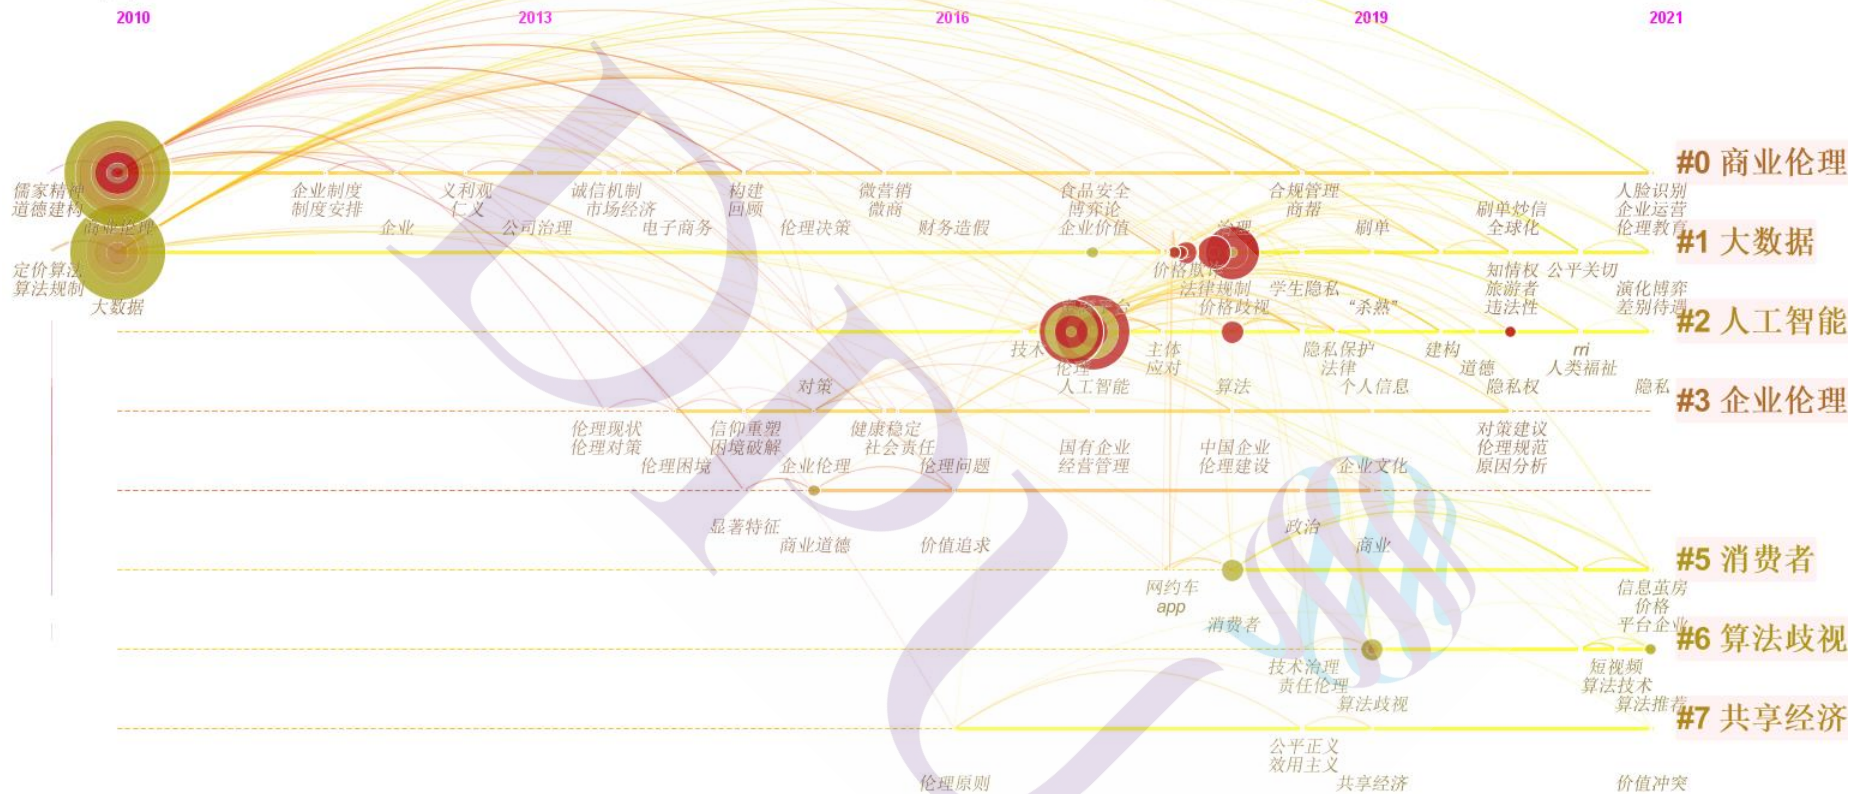 2010 2013 2016 2019 2021
#0 商业伦理
儒家精神 企业制度 义利观 诚信机制 构建 微营销 食品安全 合规管理 人脸识别
道德建构 制度安排 仁义 市场经济 回顾 微商 博弈论 商帮 刷单炒信 企业运营
商业伦理 企业 公司治理 电子商务 伦理决策 财务造假 企业价值 治理 刷单 全球化 伦理教育
#1 大数据
定价算法 价格欺诈 知情权 公平关切
算法规制 法律规制 学生隐私 旅游者 演化博弈
大数据 价格歧视 “杀熟” 违法性 差别待遇
#2 人工智能
技术 主体 隐私保护 建构 rri
伦理 应对 法律 道德 人类福祉
对策 人工智能 算法 个人信息 隐私权 隐私
#3 企业伦理
伦理现状 信仰重塑 健康稳定 对策建议
伦理对策 困境破解 社会责任 国有企业 中国企业 伦理规范
伦理困境 企业伦理 伦理问题 经营管理 伦理建设 企业文化 原因分析
显著特征 政治
商业道德 价值追求 商业
#5 消费者
网约车 信息茧房
app 价格
消费者 平台企业
#6 算法歧视
技术治理 短视频
责任伦理 算法技术
算法歧视 算法推荐
#7 共享经济
公平正义
效用主义
伦理原则 共享经济 价值冲突